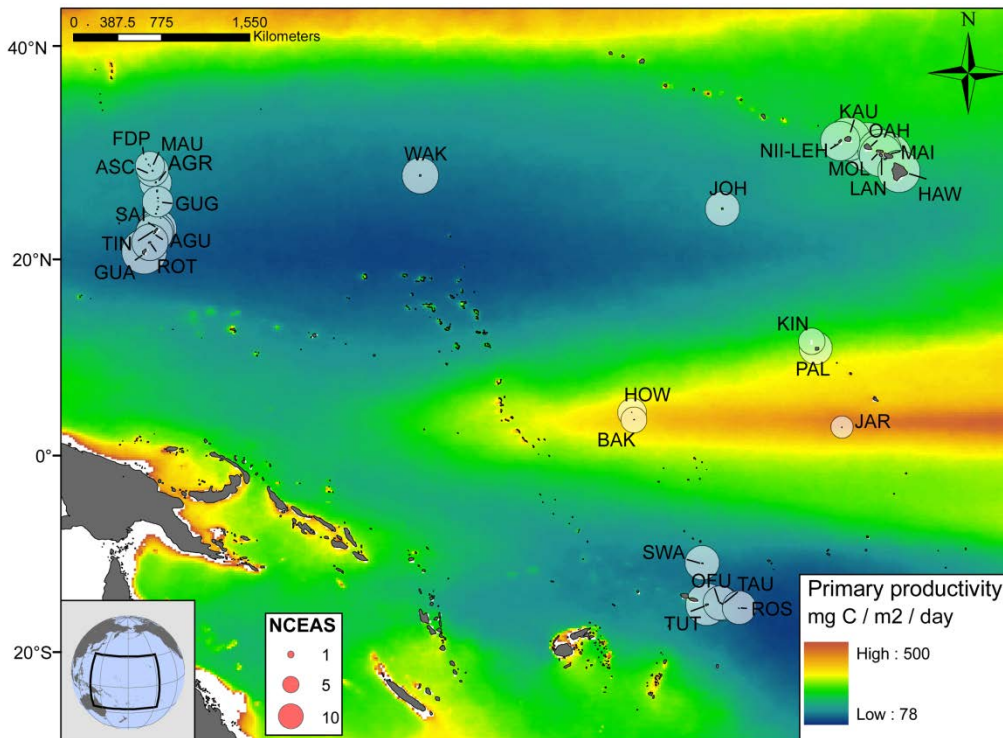 0 387.5 775 1,550
Kilometers
N
40°N
20°N
0°
20°S
FDP
MAU
ASC
AGR
GUG
SAI
TIN
AGU
GUA
ROT
WAK
JOH
KAU
OAH
NII-LEH
MAI
MOL
LAN
HAW
KIN
PAL
HOW
BAK
JAR
SWA
OFU
TAU
TUT
ROS
NCEAS
1
5
10
Primary productivity
mg C / m2 / day
High : 500
Low : 78